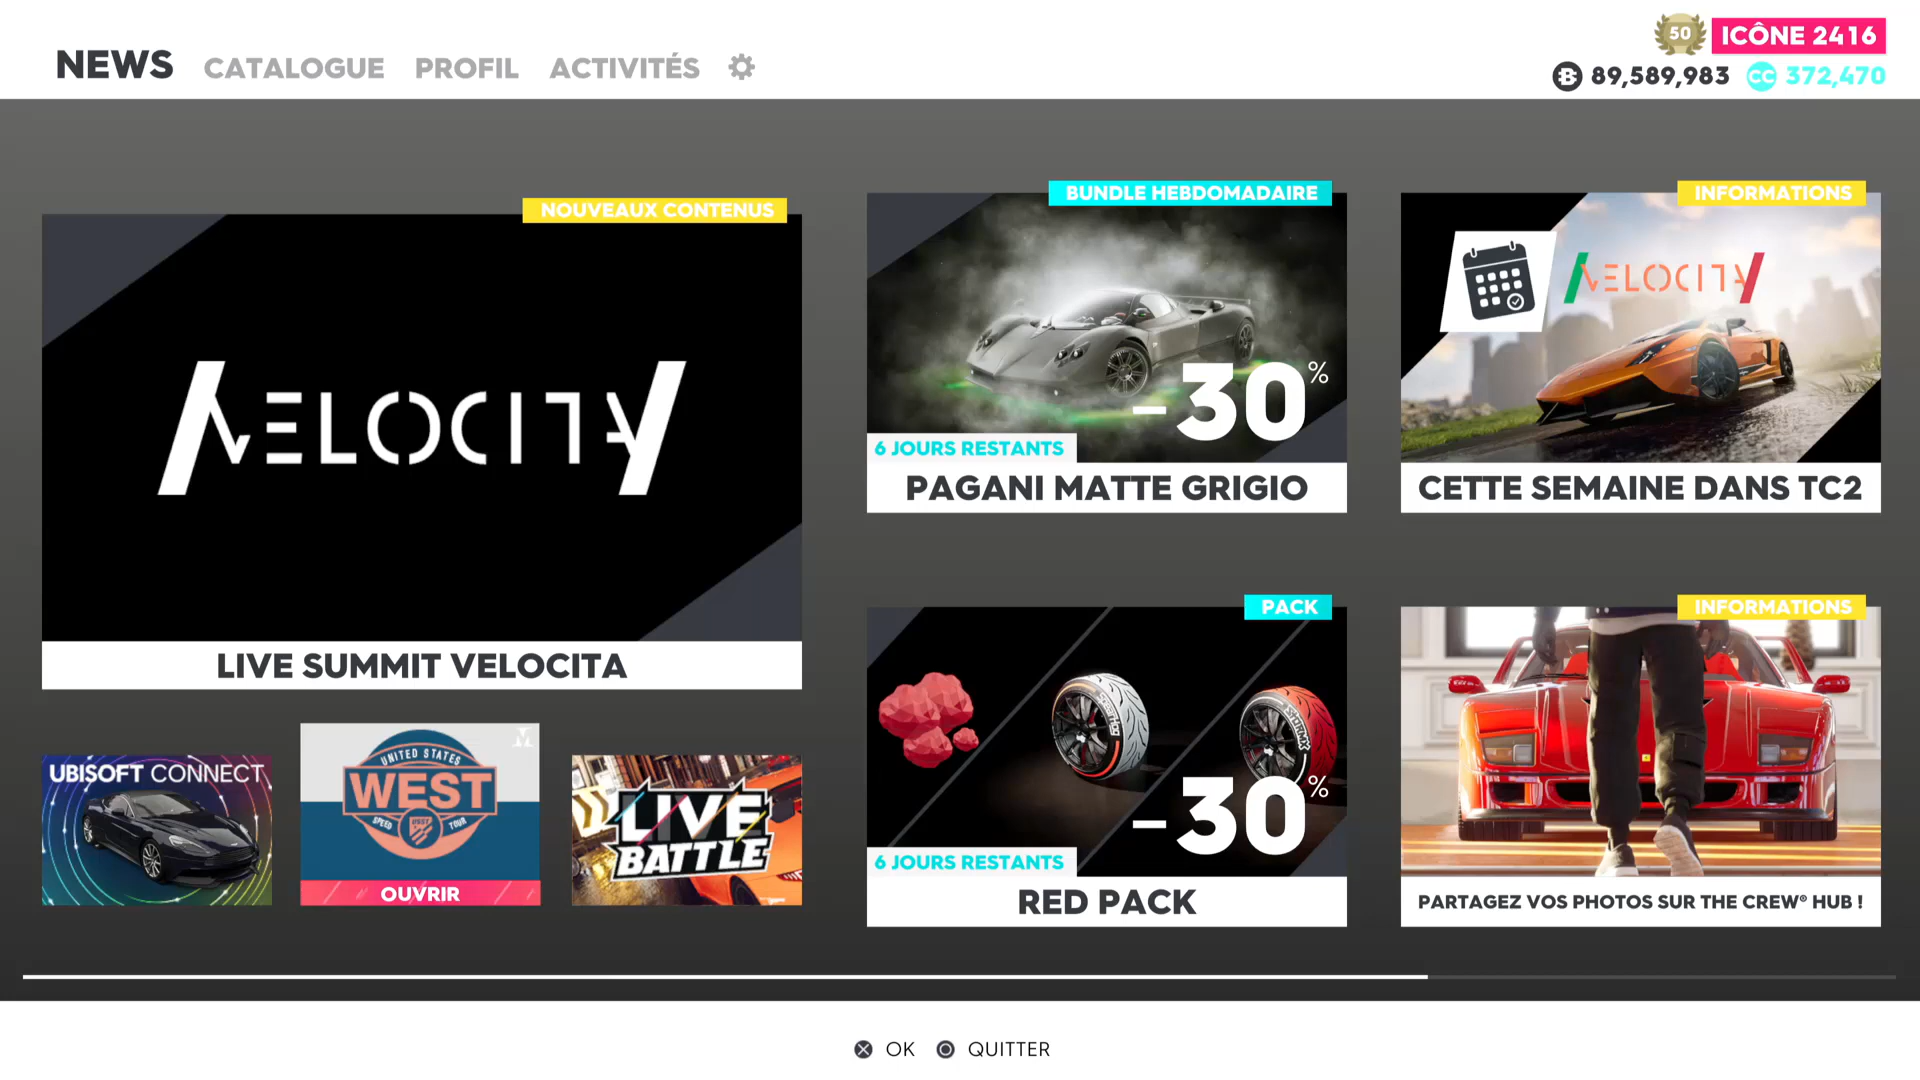 NEWS CATALOGUE PROFIL ACTIVITÉS
50 ICÔNE 2416
89,589,983 CC 372,470
NOUVEAUX CONTENUS
VELOCITA
LIVE SUMMIT VELOCITA
UBISOFT CONNECT
UNITED STATES
WEST
SPEED TOUR
WEST
OUVRIR
LIVE
BATTLE
BUNDLE HEBDOMADAIRE
-30%
6 JOURS RESTANTS
PAGANI MATTE GRIGIO
INFORMATIONS
VELOCITA
CETTE SEMAINE DANS TC2
PACK
STORMX
-30%
6 JOURS RESTANTS
RED PACK
INFORMATIONS
PARTAGEZ VOS PHOTOS SUR THE CREW® HUB !
OK QUITTER